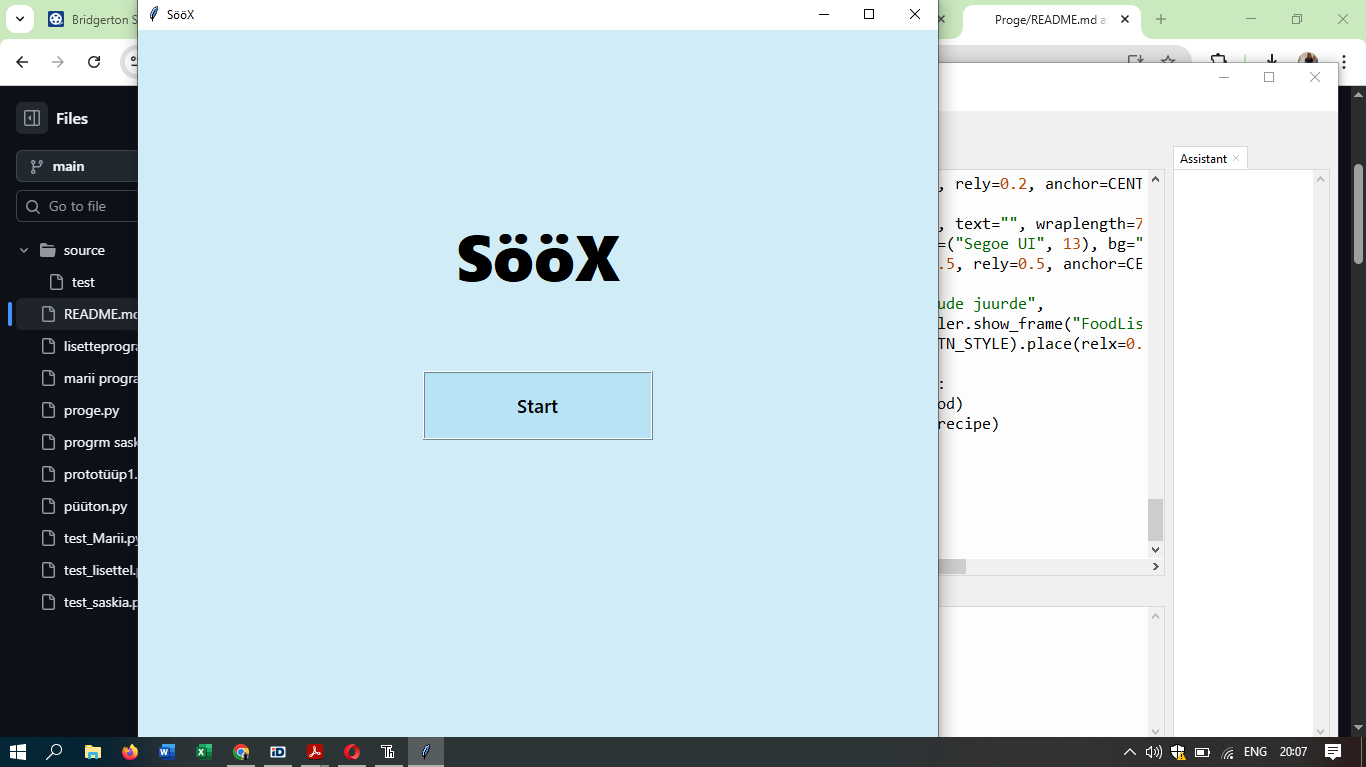 Bridgerton S
SööX
Proge/README.md a
Files
main
Go to file
source
test
README.md
lisetteprogra
marii progra
proge.py
progrm sask
prototüüp1.
püüton.py
test_Marii.py
test_lisettel.
test_saskia.p
SööX
Start
Assistant
, rely=0.2, anchor=CENT
, text="", wraplength=7
=("Segoe UI", 13), bg="
.5, rely=0.5, anchor=CE
ude juurde",
ler.show_frame("FoodLis
TN_STYLE).place(relx=0.
:
od)
recipe)
ENG
20:07